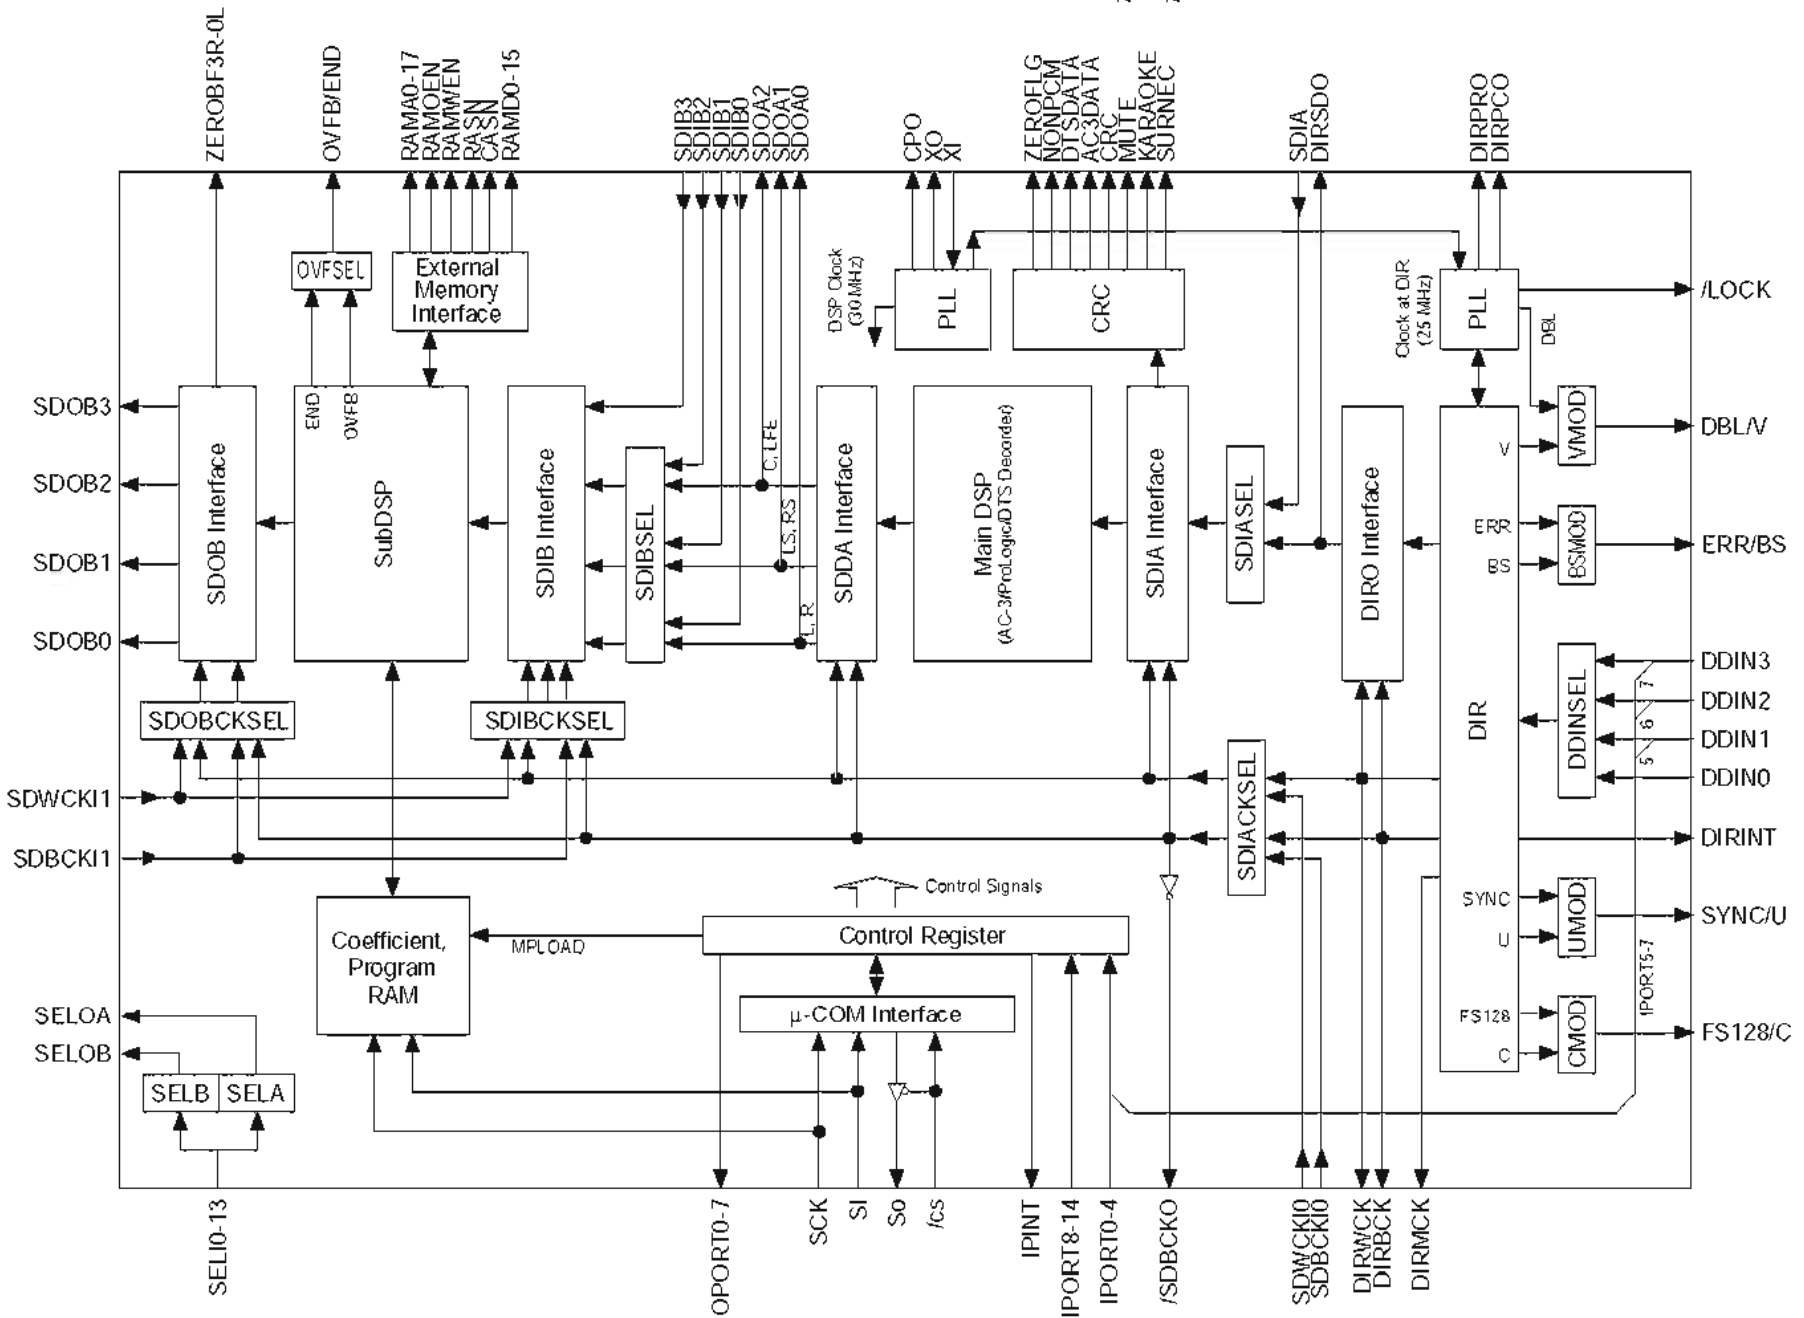 ZEROBF3R-0L
OVFB/END
RAMA0-17
RAMOEN
RAMWEN
RASN
CASN
RAMD0-15
SDIB3
SDIB2
SDIB1
SDIB0
SDOA2
SDOA1
SDOA0
CPO
XO
XI
ZEROFLG
NONPCM
DTSDATA
AC3DATA
CRC
MUTE
KARAOKE
SURNEC
SDIA
DIRSDO
DIRPRO
DIRPCO
OVFSEL
External
Memory
Interface
DSP Clock
(30 MHz)
PLL
CRC
Clock at DIR
(25 MHz)
PLL
DBL
/LOCK
SDOB3
SDOB2
SDOB1
SDOB0
SDOB Interface
END
OVFB
SubDSP
SDIB Interface
SDIBSEL
C, LFE
LS, RS
L, R
SDDA Interface
Main DSP
(AC-3/ProLogic/DTS Decorder)
SDIA Interface
SDIASEL
DIRO Interface
DIR
V
VMOD
DBL/V
ERR
BS
BSMOD
ERR/BS
DDINSEL
7
6
5
DDIN3
DDIN2
DDIN1
DDIN0
SDOBCKSEL
SDIBCKSEL
SDIACKSEL
SDWCKI1
SDBCKI1
DIRINT
Control Signals
Control Register
MPLOAD
Coefficient,
Program
RAM
µ-COM Interface
SYNC
U
UMOD
SYNC/U
IPORT5-7
FS128
C
CMOD
FS128/C
SELOA
SELOB
SELB
SELA
SELI0-13
OPORT0-7
SCK
SI
So
/cs
IPINT
IPORT8-14
IPORT0-4
/SDBCKO
SDWCKI0
SDBCKI0
DIRWCK
DIRBCK
DIRMCK